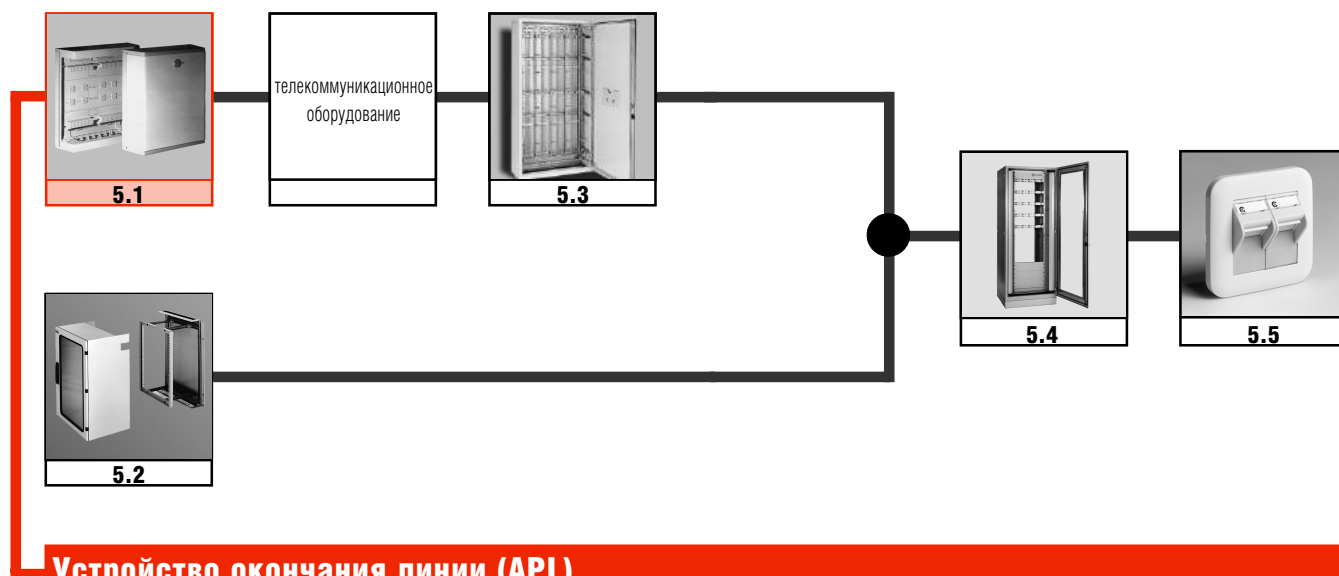 телекоммуникационное
оборудование
5.1
5.3
5.4
5.5
5.2
Устройство окончания линии (APL)